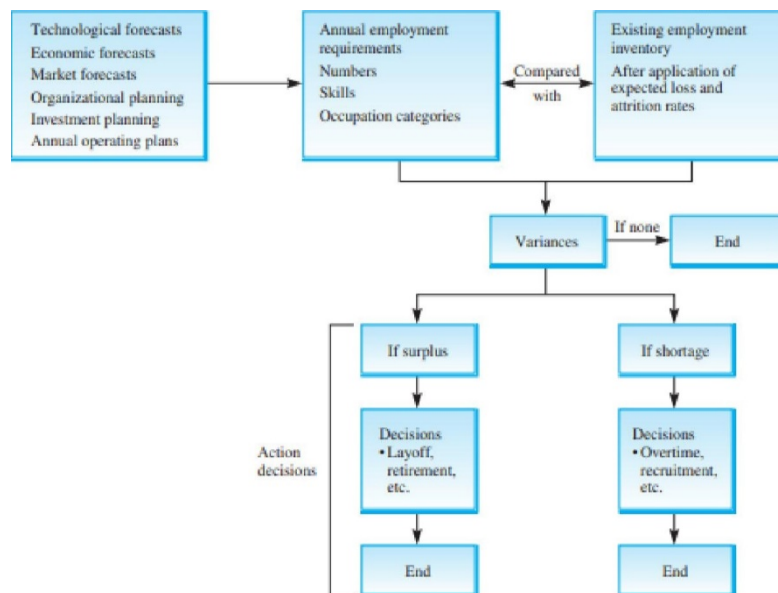 Technological forecasts
Economic forecasts
Market forecasts
Organizational planning
Investment planning
Annual operating plans
Annual employment
requirements
Numbers
Skills
Occupation categories
Compared
with
Existing employment
inventory
After application of
expected loss and
attrition rates
Variances
If none
End
If surplus
If shortage
Action
decisions
Decisions
• Layoff,
retirement,
etc.
Decisions
• Overtime,
recruitment,
etc.
End
End